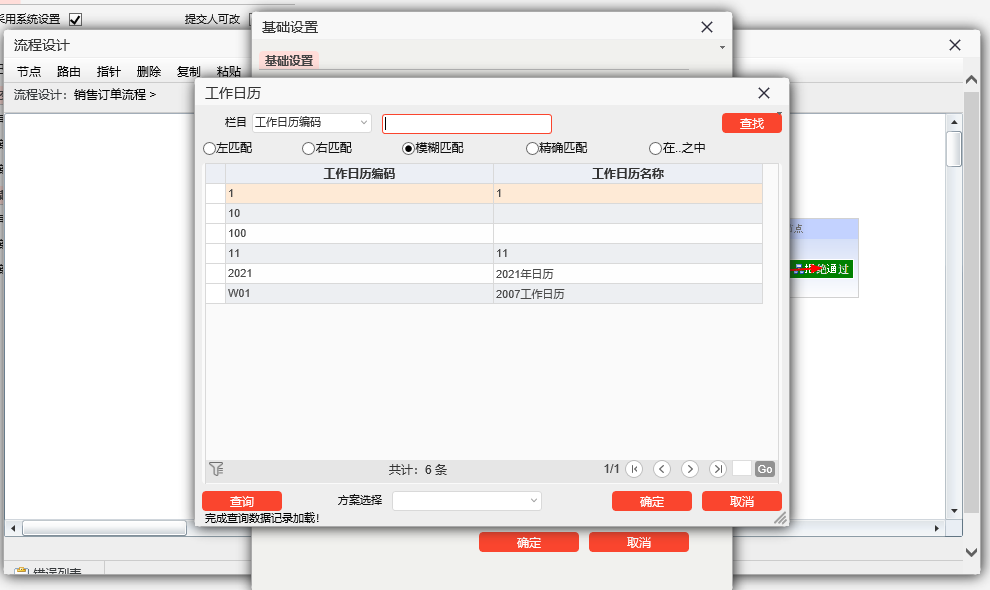 采用系统设置
提交人可改
基础设置
流程设计
基础设置
节点 路由 指针 删除 复制 粘贴
流程设计: 销售订单流程 >
工作日历
栏目 工作日历编码
查找
左匹配 右匹配 模糊匹配 精确匹配 在..之中
工作日历编码 工作日历名称
1 1
10
100
11 11
2021 2021年日历
W01 2007工作日历
点
拒绝通过
共计: 6 条 1/1 Go
查询 方案选择 确定 取消
完成查询数据记录加载!
确定 取消
错误列表